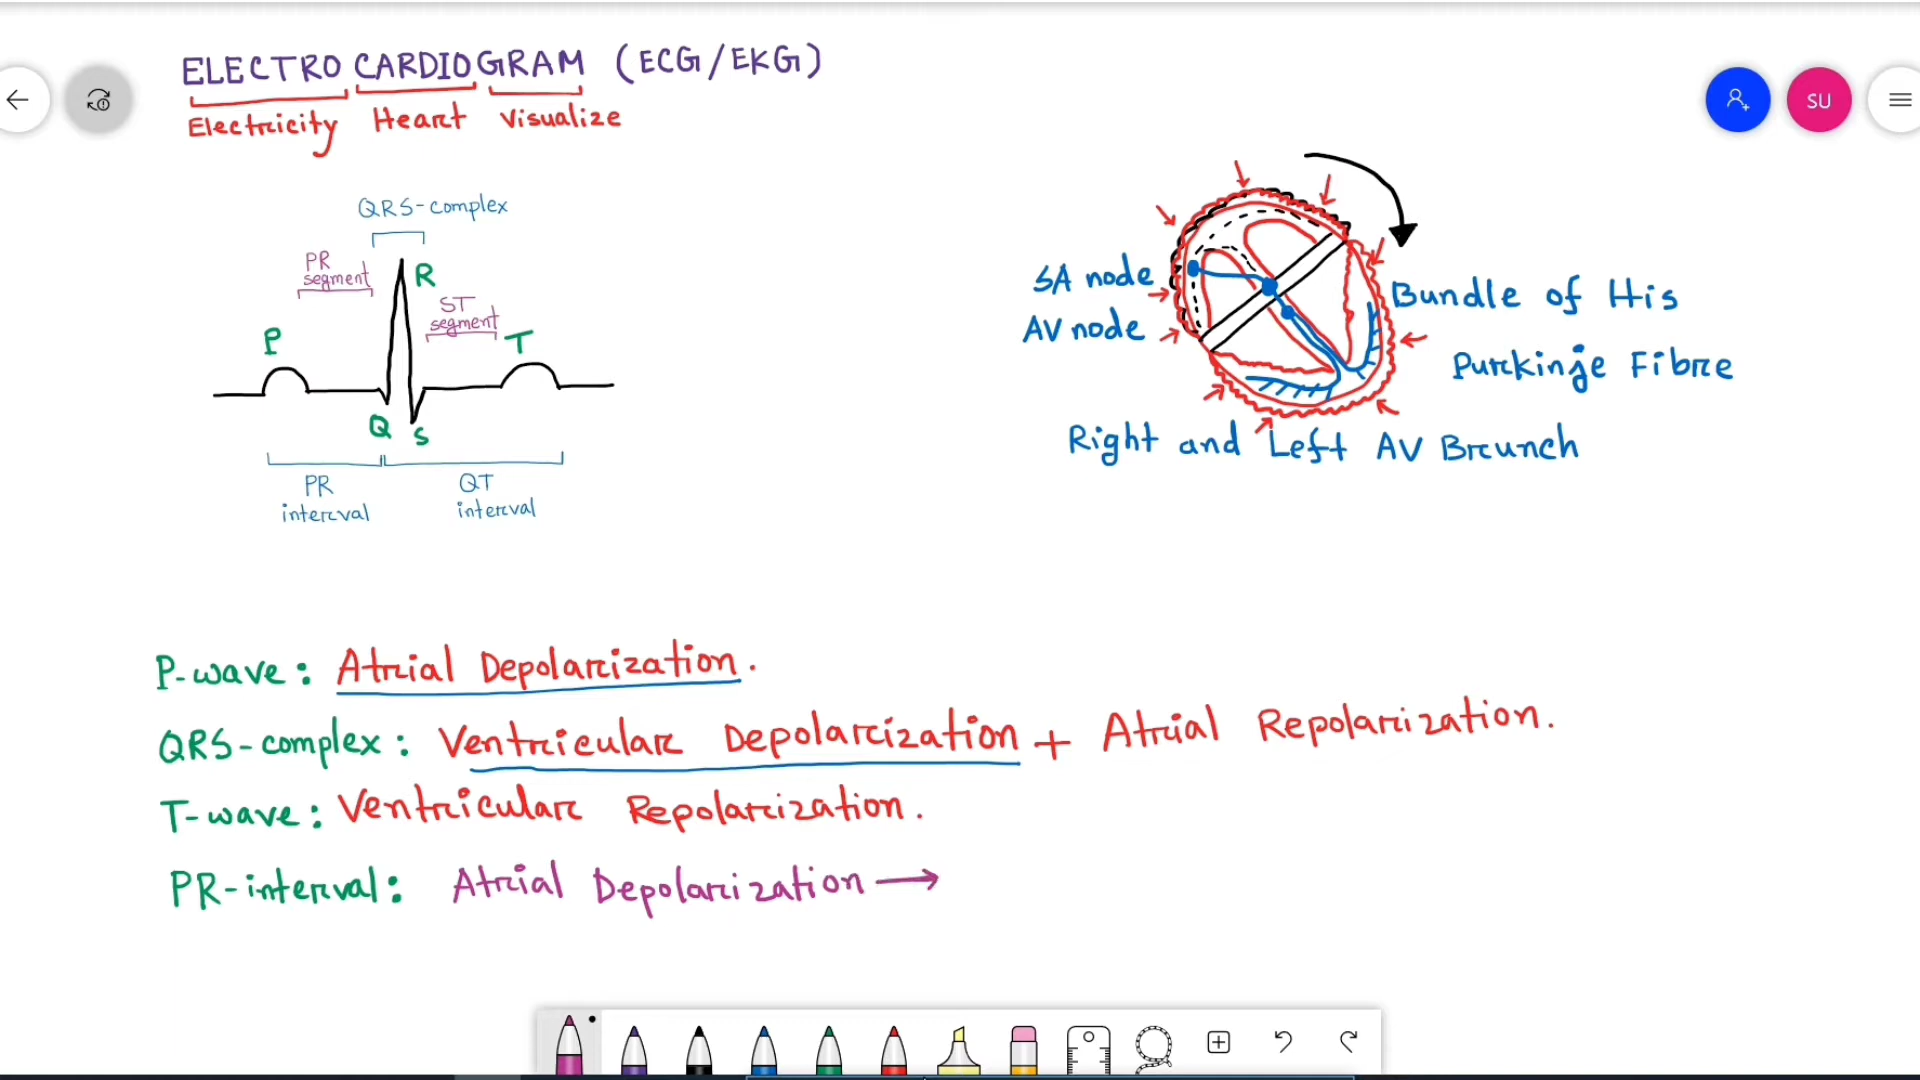 ELECTRO CARDIOGRAM (ECG/EKG)
Electricity Heart Visualize
SU
QRS-complex
PR
segment
R
ST
segment
P
T
Q
S
PR
interval
QT
interval
SA node
AV node
Bundle of His
Purkinje Fibre
Right and Left AV Brunch
P-wave: Atrial Depolarization.
QRS-complex: Ventricular Depolarization + Atrial Repolarization.
T-wave: Ventricular Repolarization.
PR-interval: Atrial Depolarization →